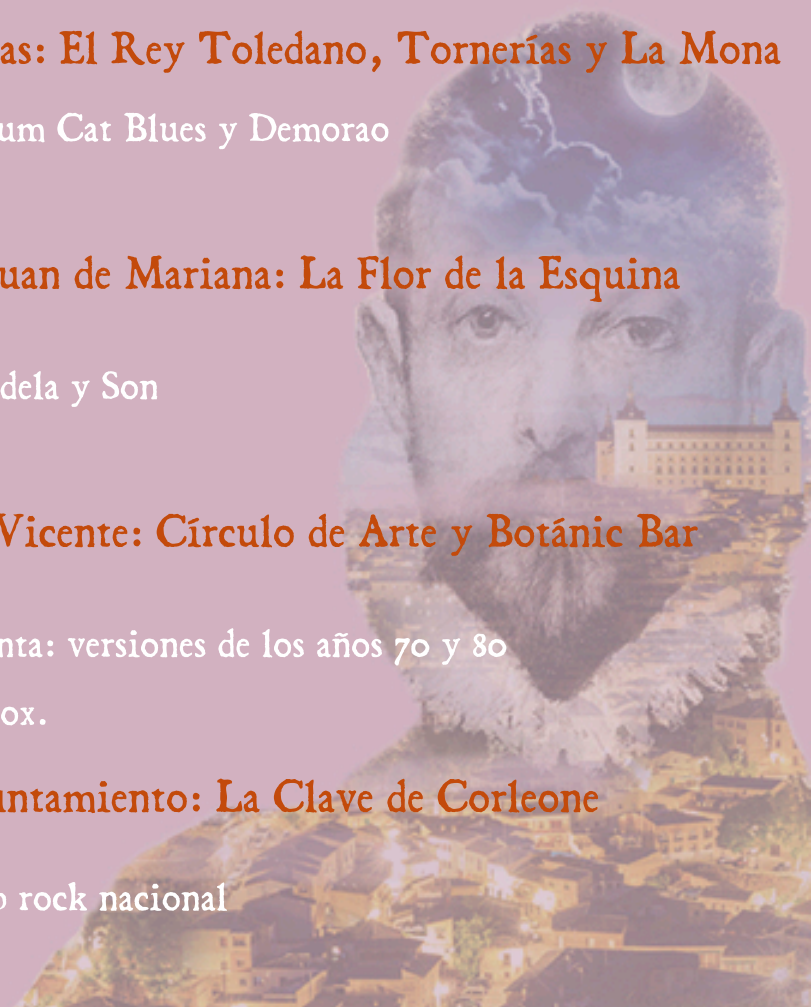 as: El Rey Toledano, Tornerías y La Mona
um Cat Blues y Demorao
uan de Mariana: La Flor de la Esquina
dela y Son
Vicente: Círculo de Arte y Botánic Bar
nta: versiones de los años 70 y 80
ox.
untamiento: La Clave de Corleone
o rock nacional